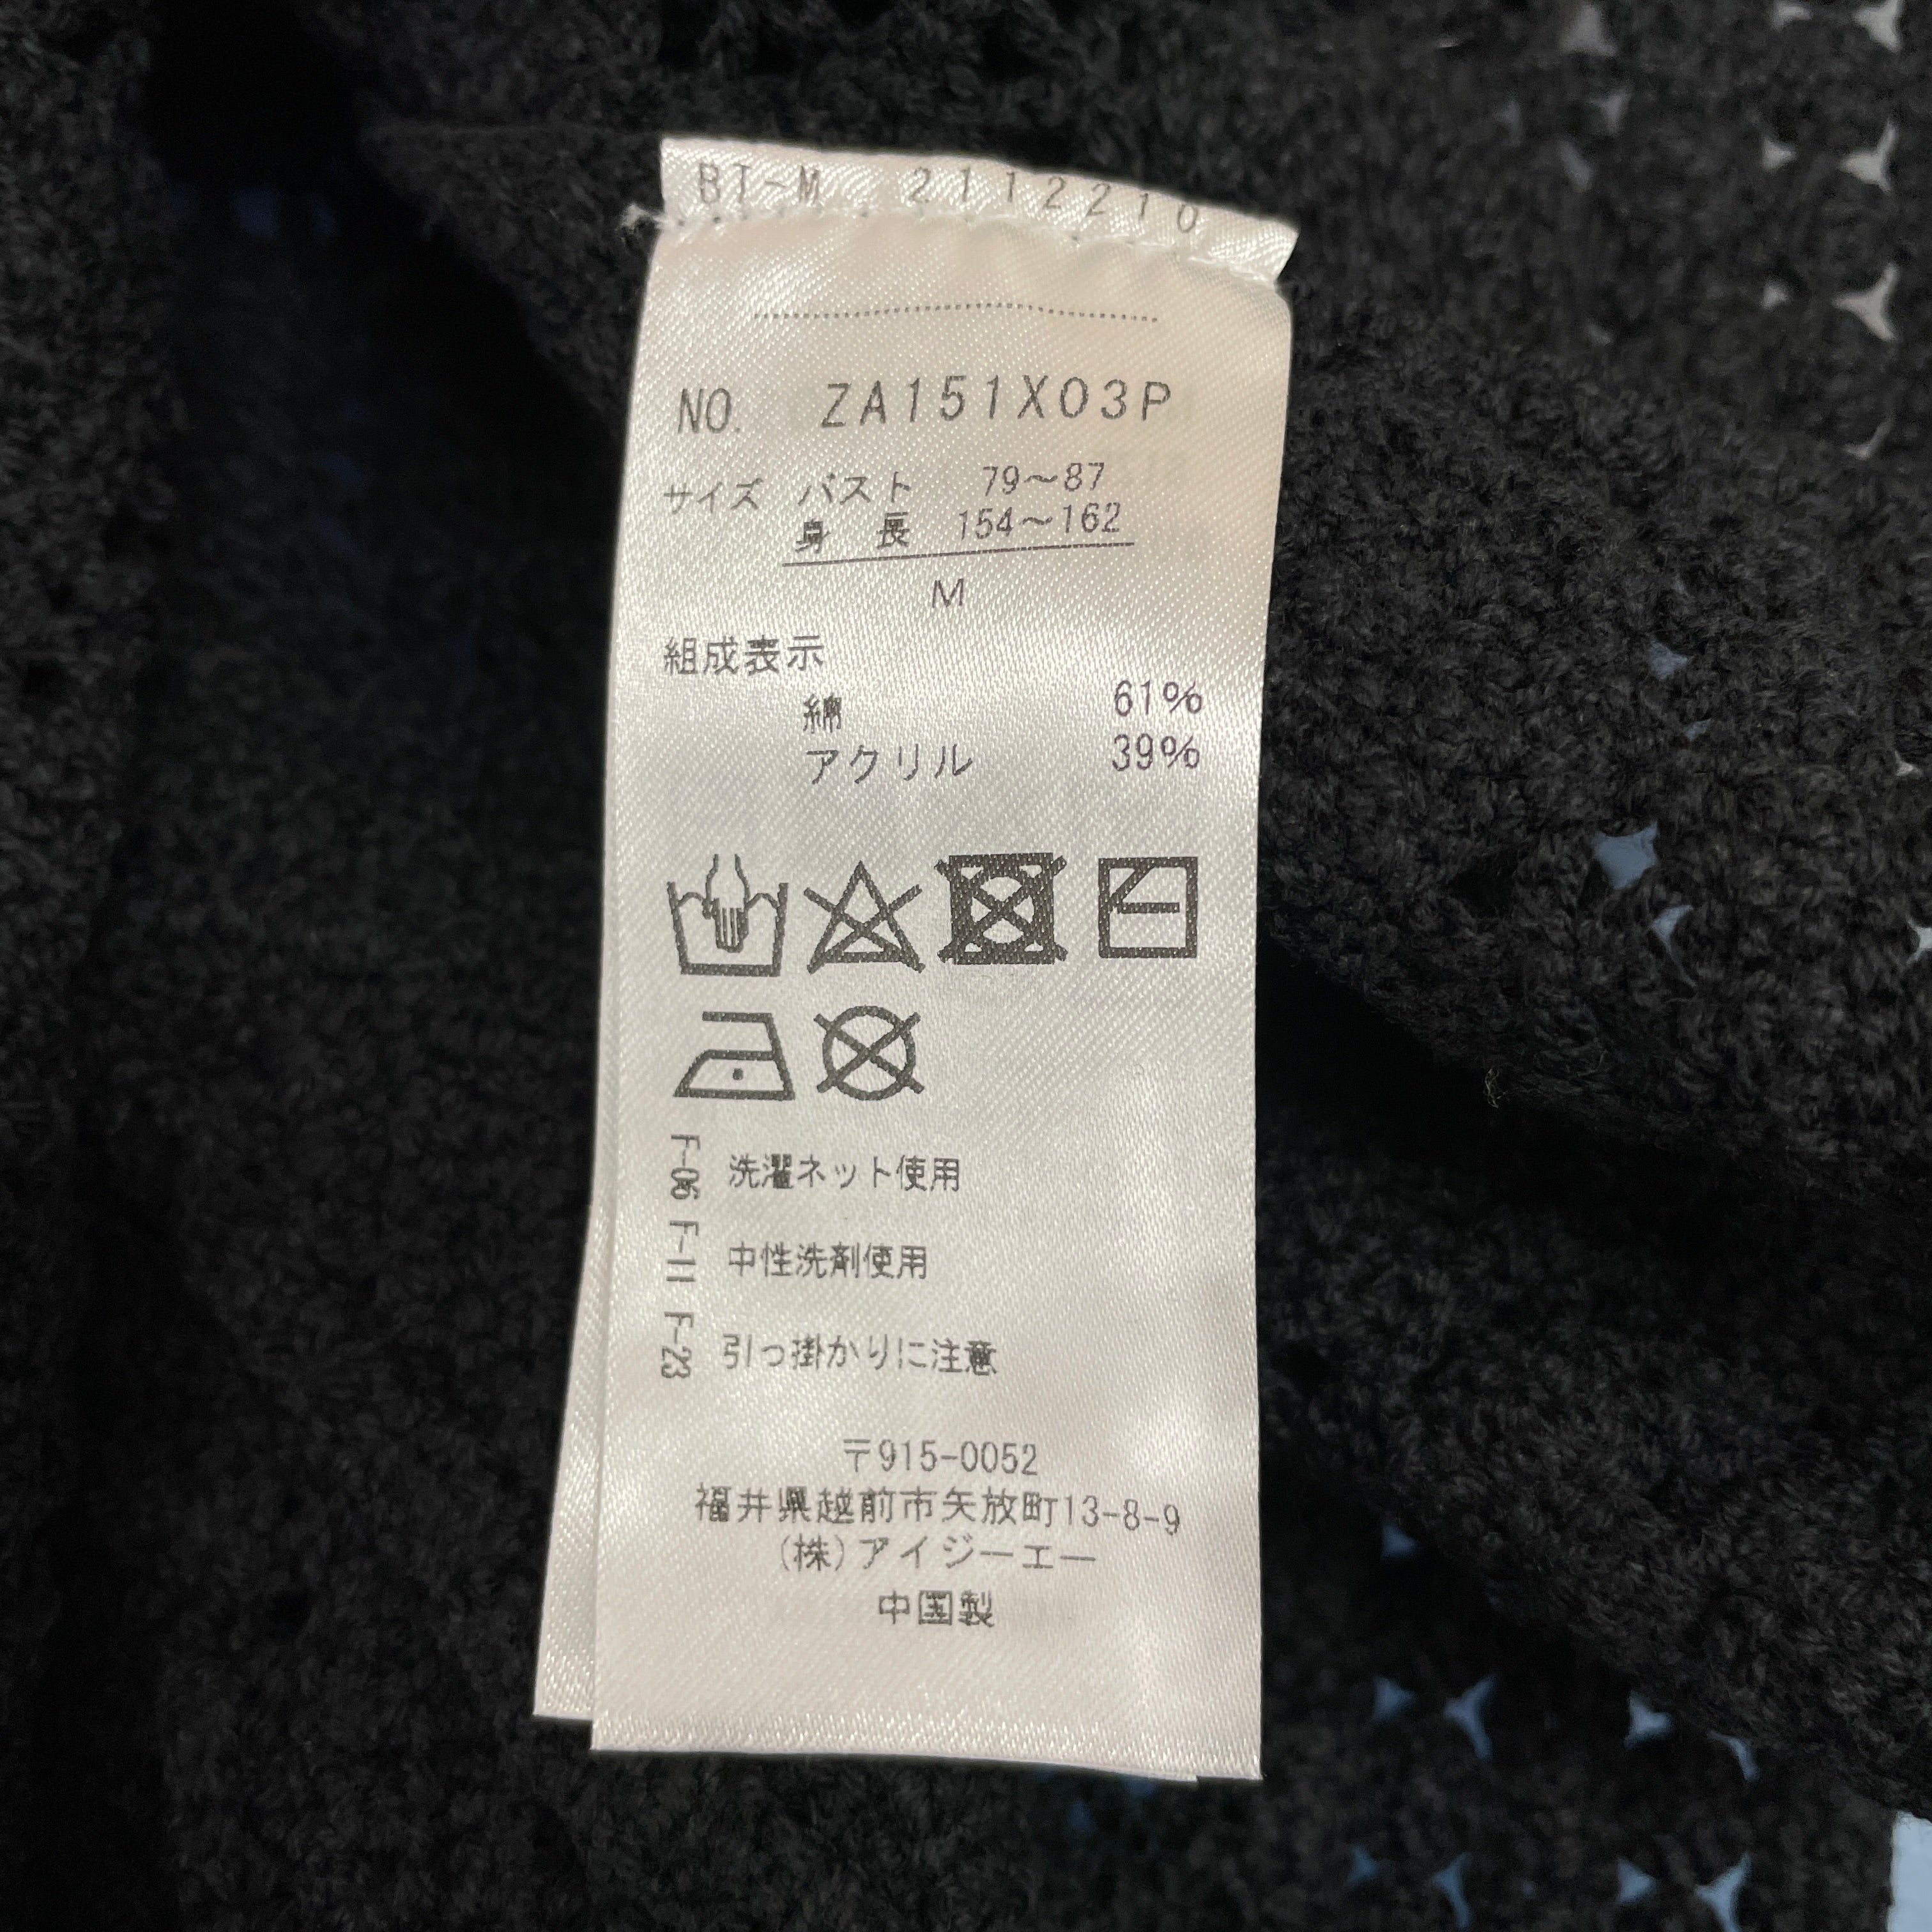 BT-M 2112210
NO. ZA151X03P
サイズ バスト 79～87
身長 154～162
M
組成表示
綿 61%
アクリル 39%
F-06 洗濯ネット使用
F-11 中性洗剤使用
F-23 引っ掛かりに注意
〒915-0052
福井県越前市矢放町13-8-9
(株)アイジーエー
中国製